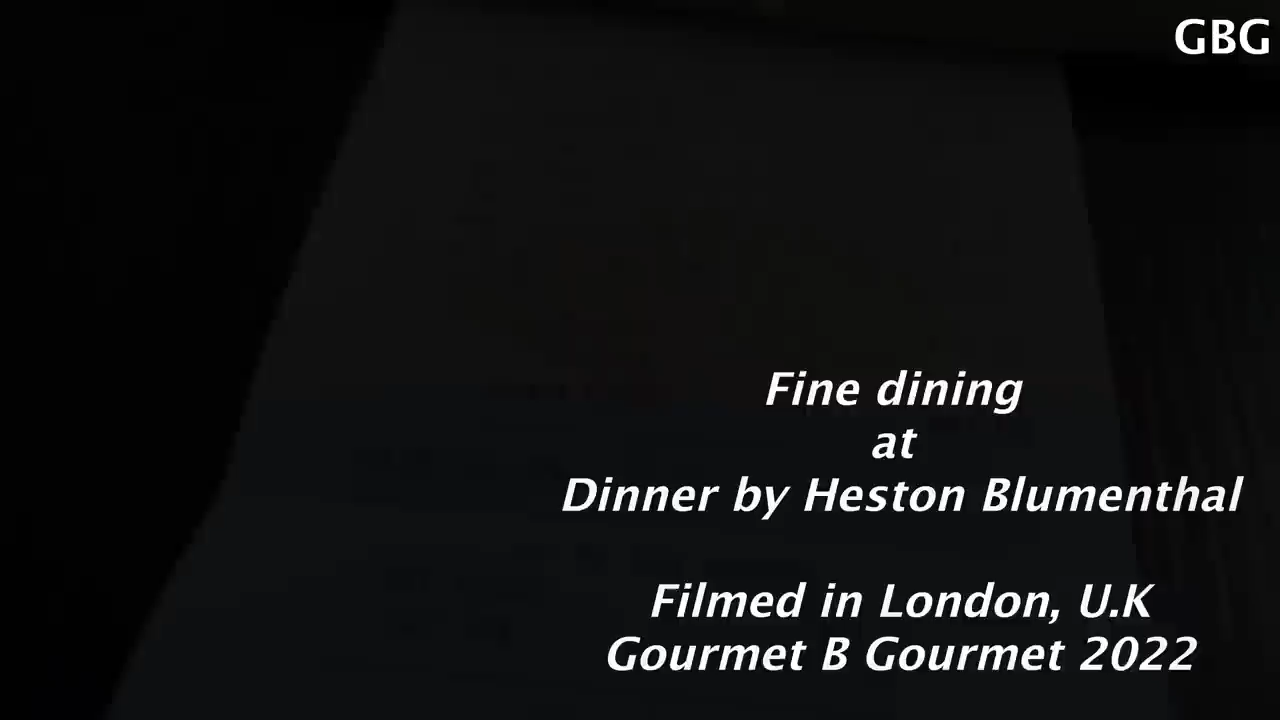 GBG
Fine dining
at
Dinner by Heston Blumenthal
Filmed in London, U.K
Gourmet B Gourmet 2022